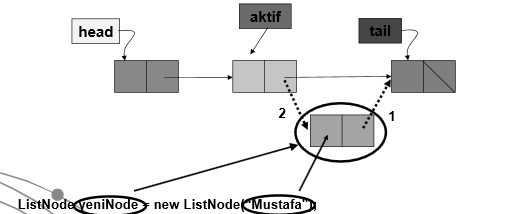 aktif
head
tail
2
1
ListNode yeniNode = new ListNode("Mustafa");